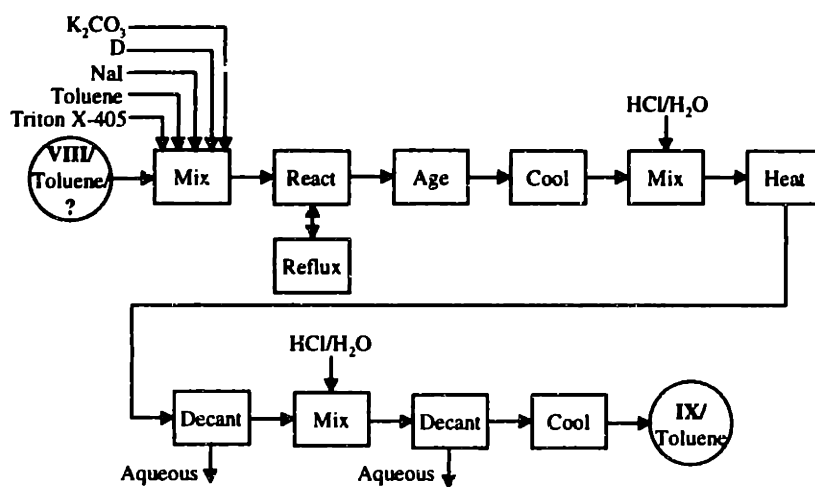 K₂CO₃
D
NaI
Toluene
Triton X-405
VIII/
Toluene/
?
Mix
React
Reflux
Age
Cool
HCl/H₂O
Mix
Heat
Decant
Aqueous
HCl/H₂O
Mix
Decant
Aqueous
Cool
IX/
Toluene